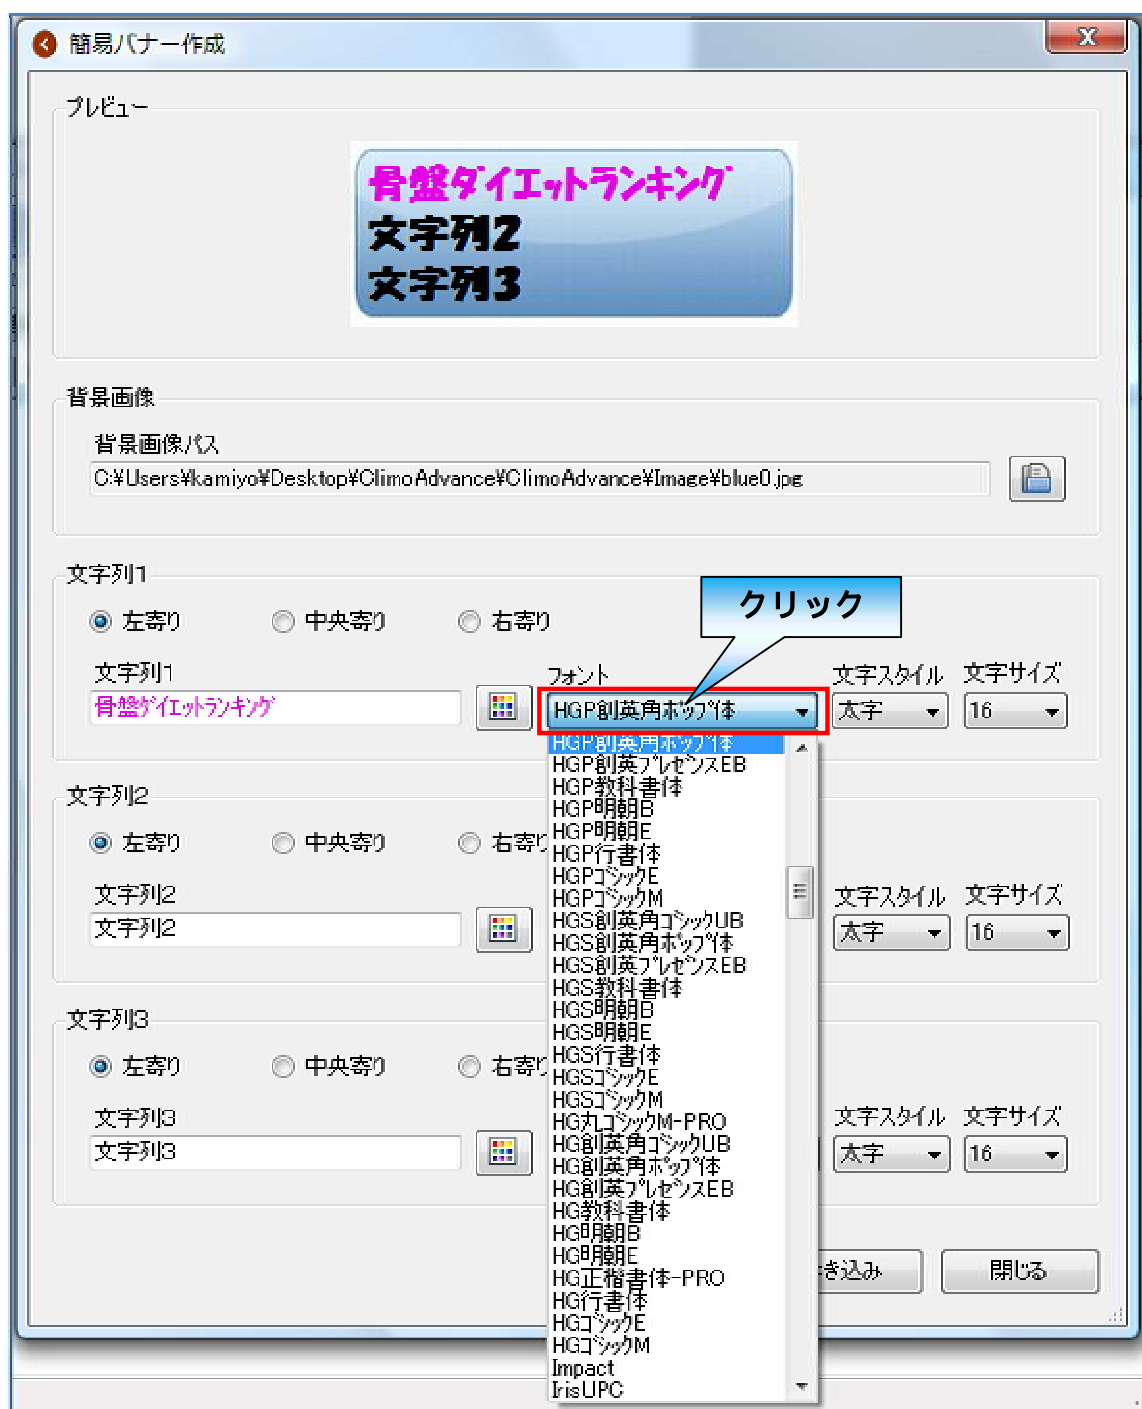 簡易バナー作成
プレビュー
骨盤ダイエットランキング
文字列2
文字列3
背景画像
背景画像パス
C:¥Users¥kamiyo¥Desktop¥ClimoAdvance¥ClimoAdvance¥Image¥blue0.jpg
文字列1
クリック
左寄り 中央寄り 右寄り
文字列1 フォント 文字スタイル 文字サイズ
骨盤ダイエットランキング HGP創英角ポップ体 太字 16
HGP創英角ポップ体
HGP創英プレゼンスEB
HGP教科書体
HGP明朝B
HGP明朝E
HGP行書体
HGPゴシックE
HGPゴシックM
HGS創英角ゴシックUB
HGS創英角ポップ体
HGS創英プレゼンスEB
HGS教科書体
HGS明朝B
HGS明朝E
HGS行書体
HGSゴシックE
HGSゴシックM
HG丸ゴシックM-PRO
HG創英角ゴシックUB
HG創英角ポップ体
HG創英プレゼンスEB
HG教科書体
HG明朝B
HG明朝E
HG正楷書体-PRO
HG行書体
HGゴシックE
HGゴシックM
Impact
IrisUPC
文字列2
左寄り 中央寄り 右寄
文字列2 文字スタイル 文字サイズ
文字列2 太字 16
文字列3
左寄り 中央寄り 右寄
文字列3 文字スタイル 文字サイズ
文字列3 太字 16
き込み 閉じる